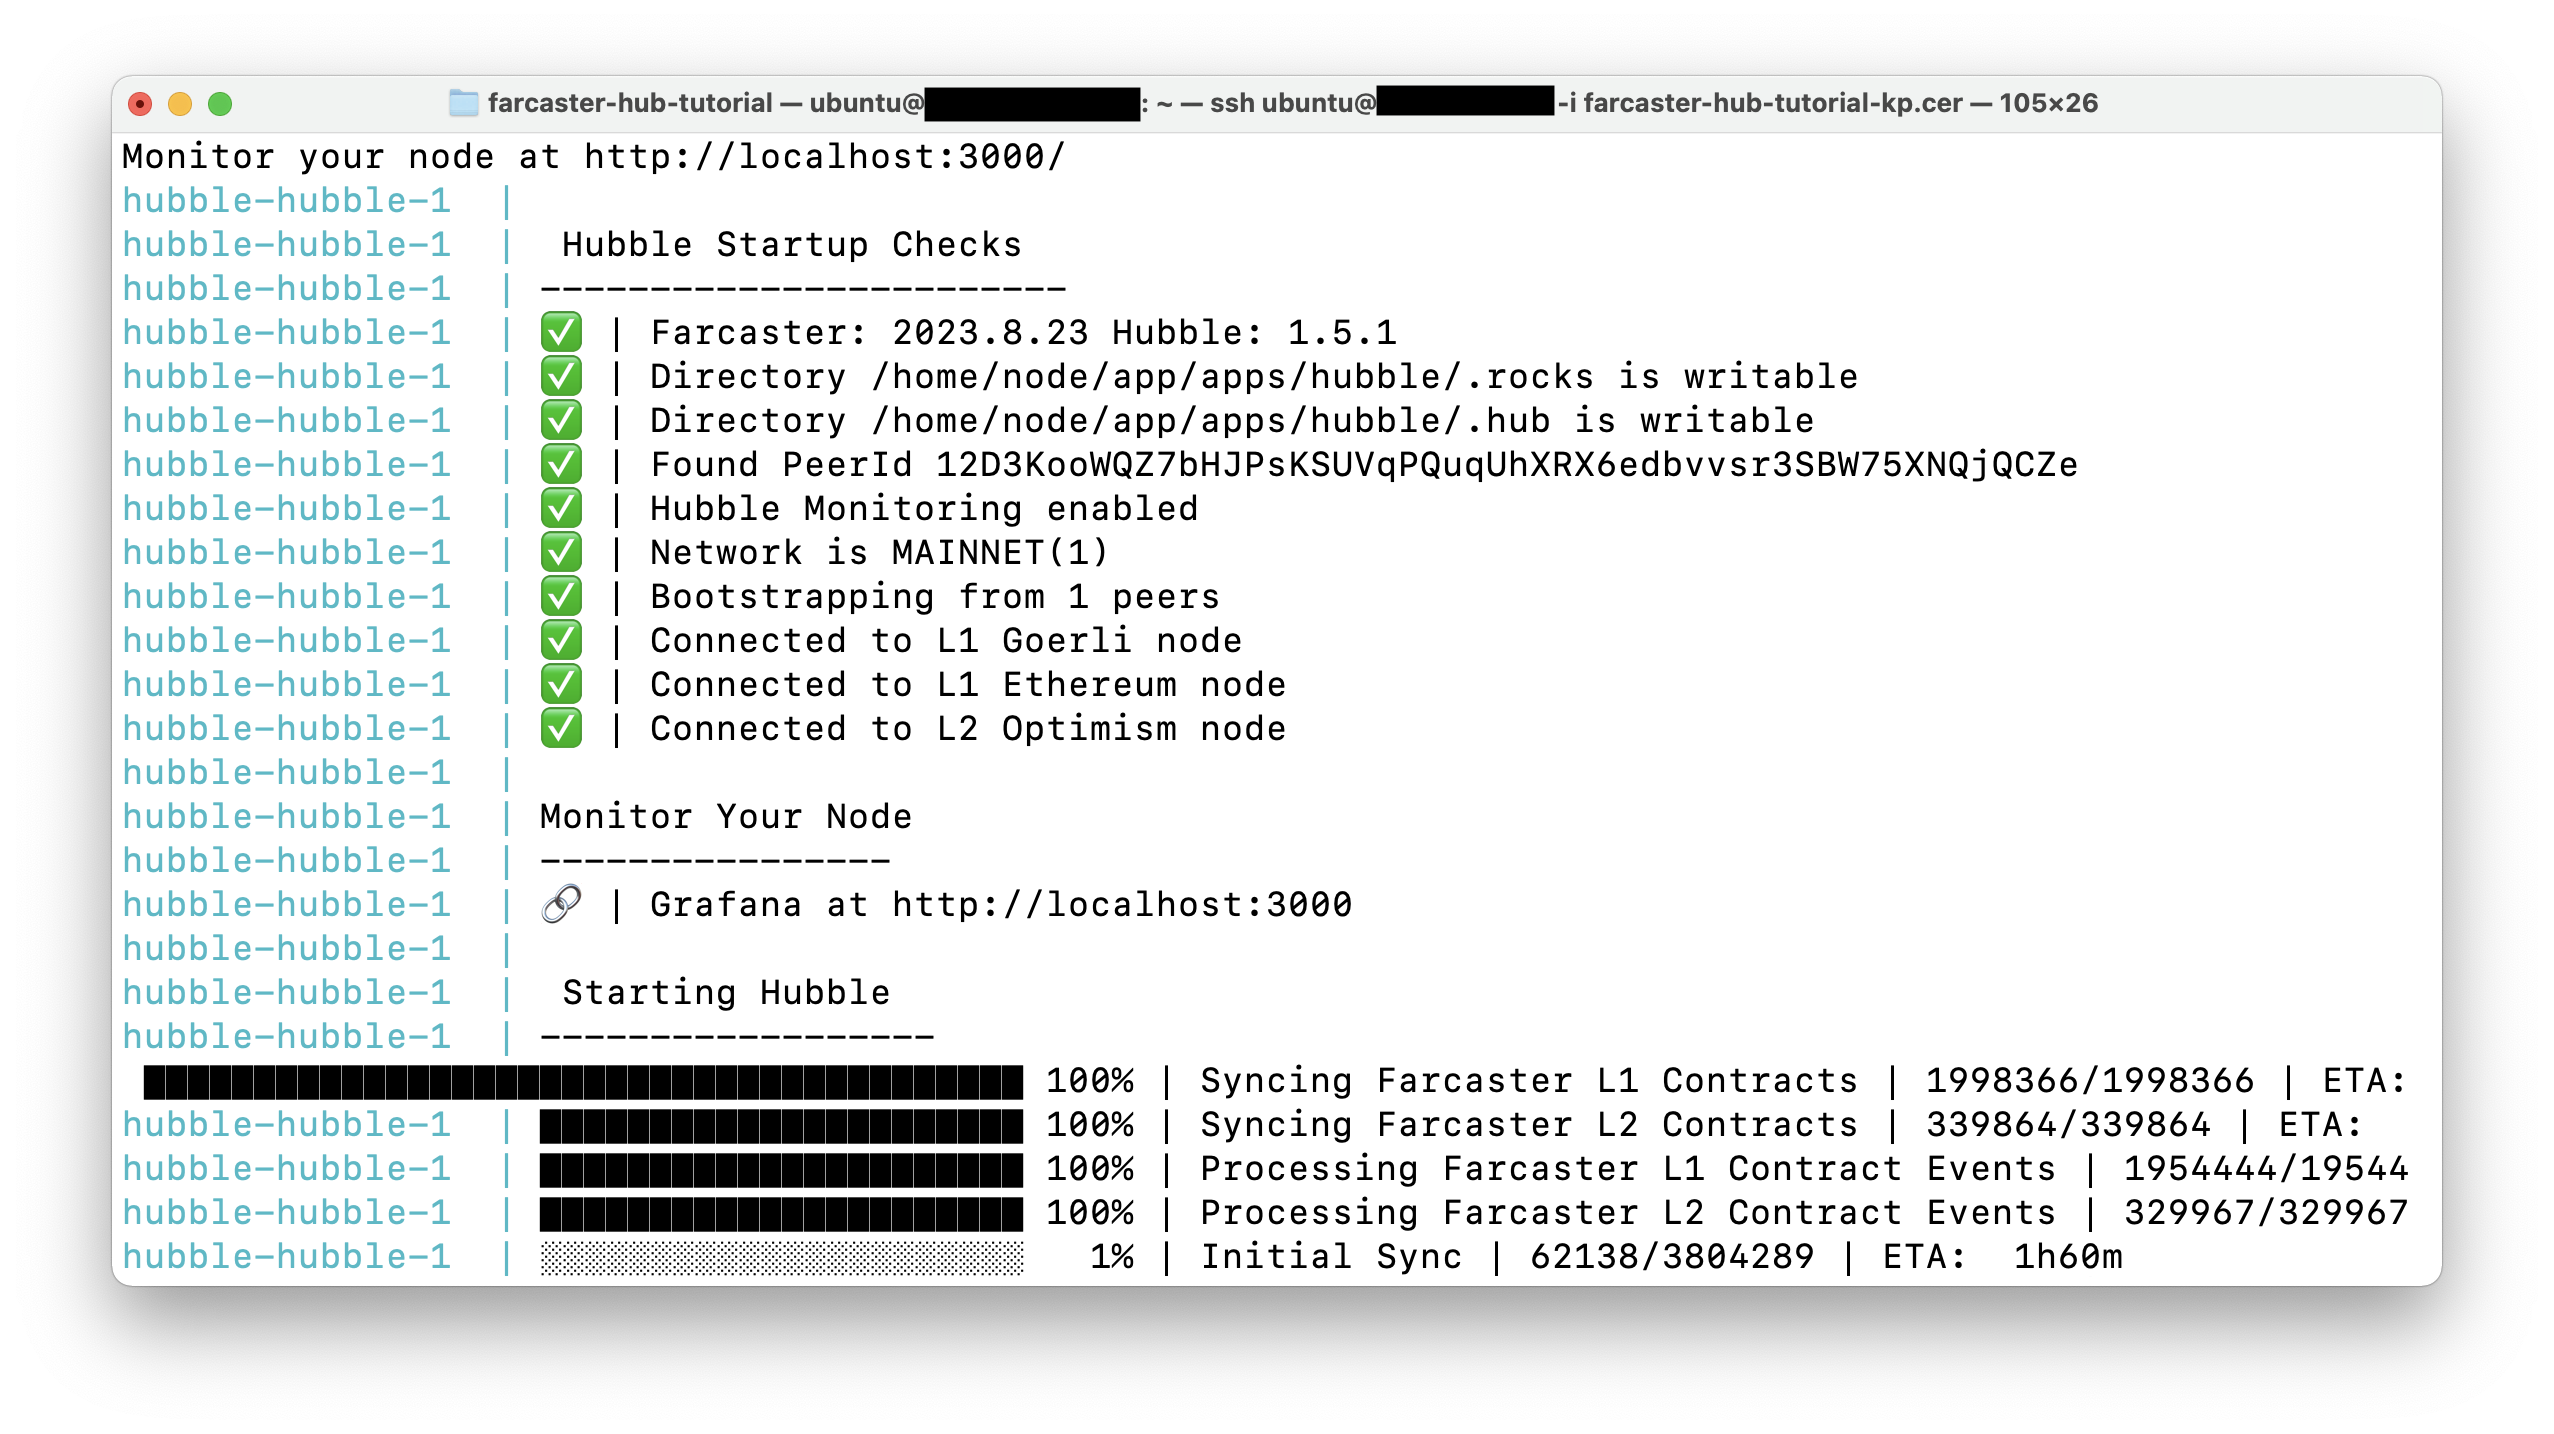 farcaster-hub-tutorial — ubuntu@ : ~ — ssh ubuntu@ -i farcaster-hub-tutorial-kp.cer — 105×26
Monitor your node at http://localhost:3000/
hubble-hubble-1 |
hubble-hubble-1 | Hubble Startup Checks
hubble-hubble-1 | ------------------------
hubble-hubble-1 | ✅ | Farcaster: 2023.8.23 Hubble: 1.5.1
hubble-hubble-1 | ✅ | Directory /home/node/app/apps/hubble/.rocks is writable
hubble-hubble-1 | ✅ | Directory /home/node/app/apps/hubble/.hub is writable
hubble-hubble-1 | ✅ | Found PeerId 12D3KooWQZ7bHJPsKSUVqPQuqUhXRX6edbvvsr3SBW75XNQjQCZe
hubble-hubble-1 | ✅ | Hubble Monitoring enabled
hubble-hubble-1 | ✅ | Network is MAINNET(1)
hubble-hubble-1 | ✅ | Bootstrapping from 1 peers
hubble-hubble-1 | ✅ | Connected to L1 Goerli node
hubble-hubble-1 | ✅ | Connected to L1 Ethereum node
hubble-hubble-1 | ✅ | Connected to L2 Optimism node
hubble-hubble-1 |
hubble-hubble-1 | Monitor Your Node
hubble-hubble-1 | ----------------
hubble-hubble-1 | 🔗 | Grafana at http://localhost:3000
hubble-hubble-1 |
hubble-hubble-1 | Starting Hubble
hubble-hubble-1 | ------------------
100% | Syncing Farcaster L1 Contracts | 1998366/1998366 | ETA:
hubble-hubble-1 | 100% | Syncing Farcaster L2 Contracts | 339864/339864 | ETA:
hubble-hubble-1 | 100% | Processing Farcaster L1 Contract Events | 1954444/19544
hubble-hubble-1 | 100% | Processing Farcaster L2 Contract Events | 329967/329967
hubble-hubble-1 | 1% | Initial Sync | 62138/3804289 | ETA: 1h60m